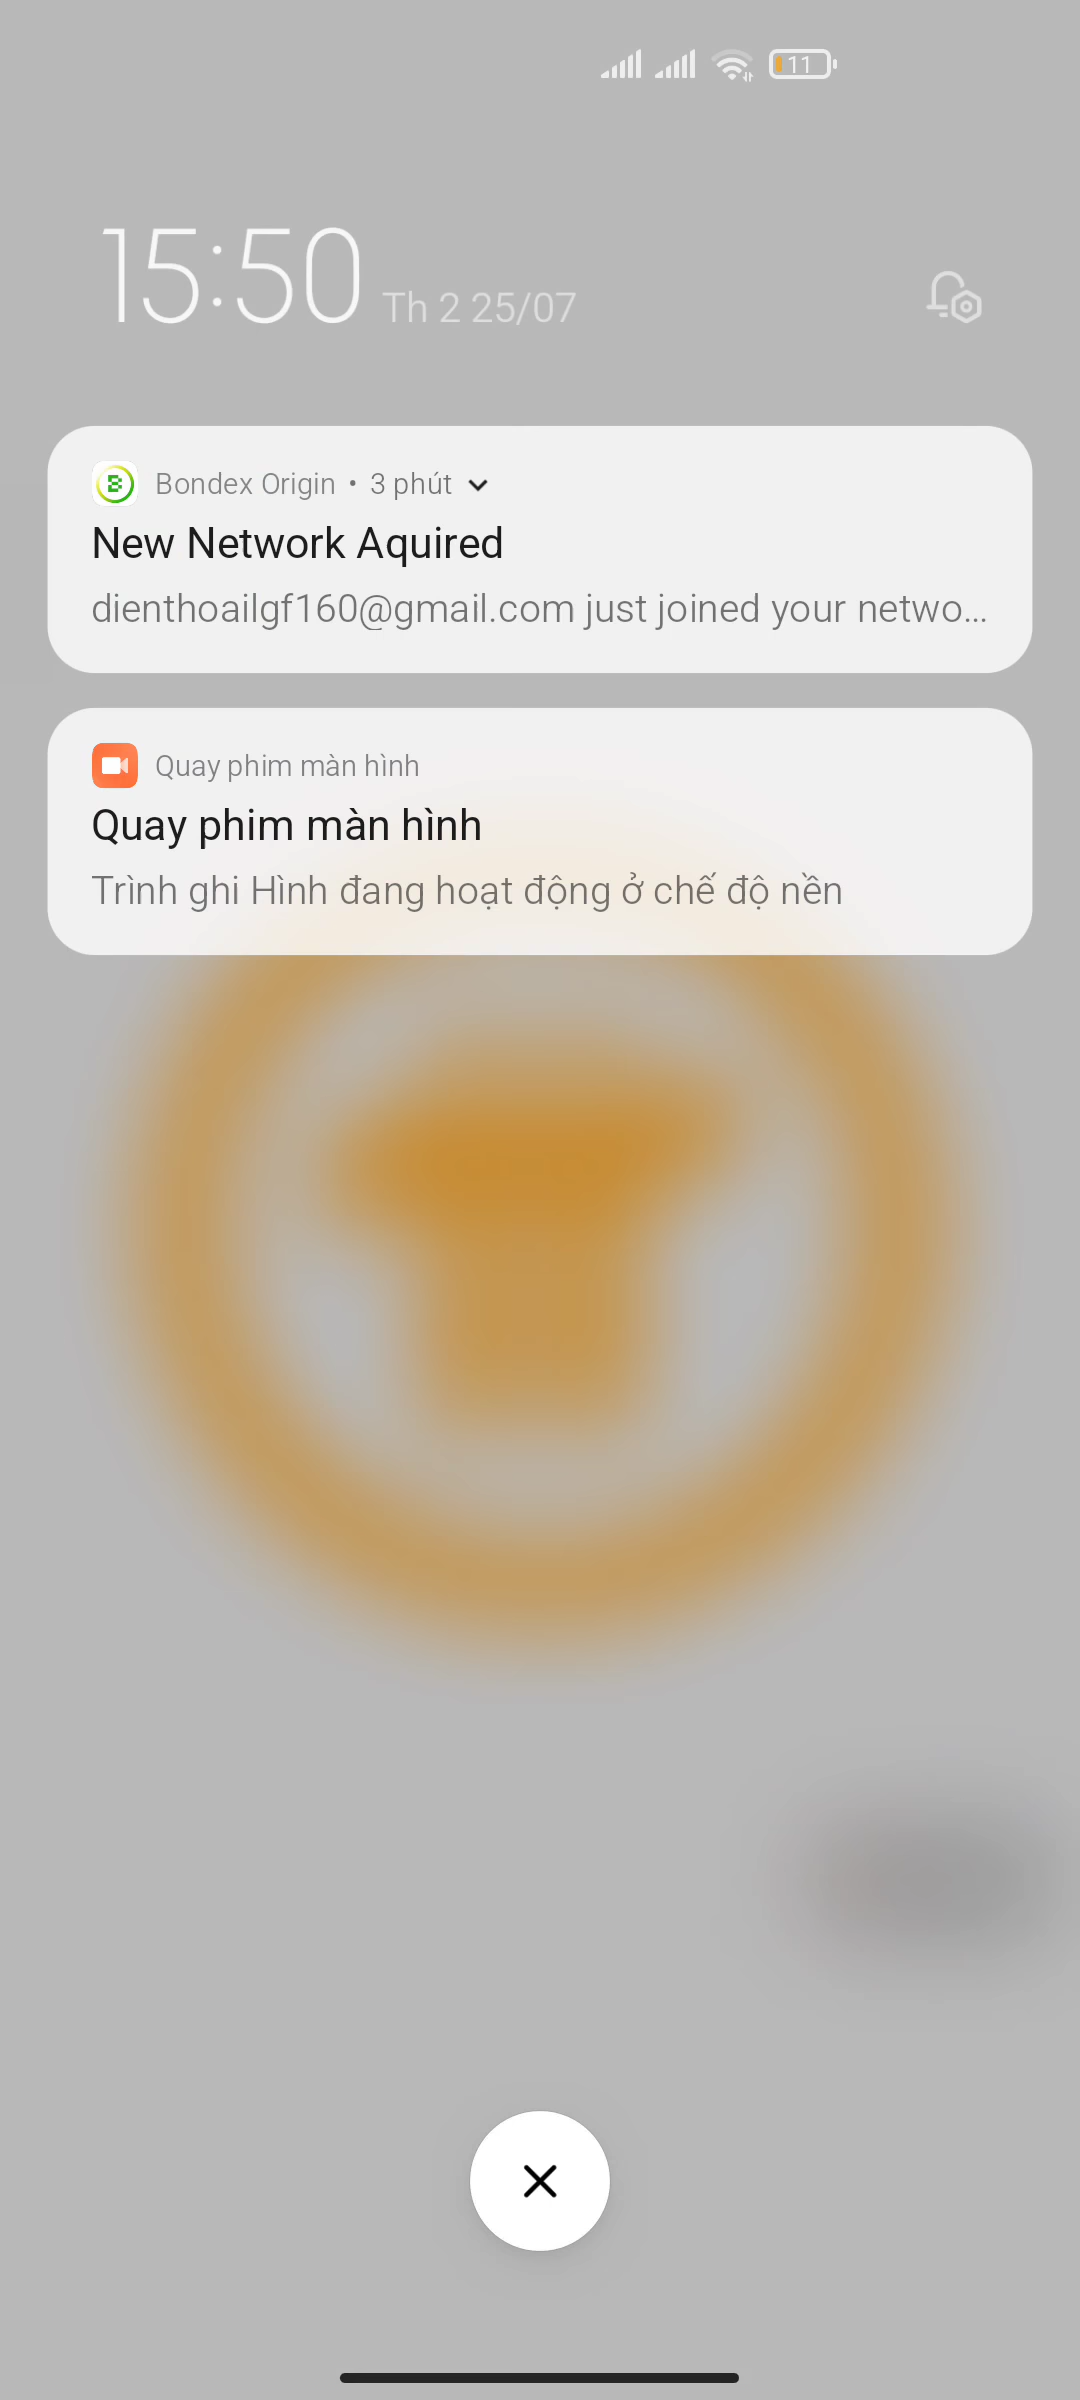 11
15:50 Th 2 25/07
Bondex Origin • 3 phút
New Network Aquired
dienthoailgf160@gmail.com just joined your netwo...
Quay phim màn hình
Quay phim màn hình
Trình ghi Hình đang hoạt động ở chế độ nền